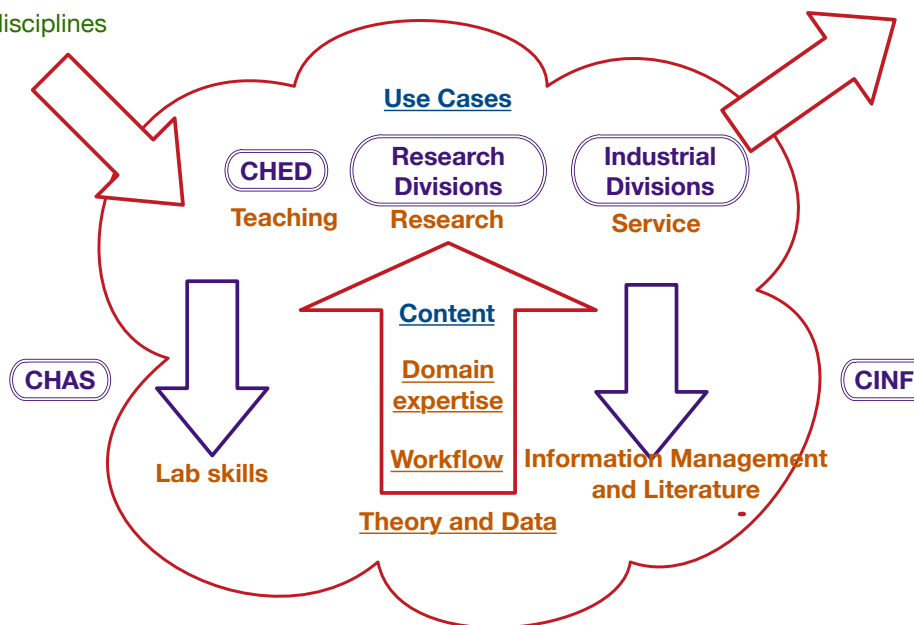 disciplines
Use Cases
CHED
Research
Divisions
Industrial
Divisions
Teaching
Research
Service
Content
Domain
expertise
CHAS
CINF
Workflow
Lab skills
Information Management
and Literature
Theory and Data